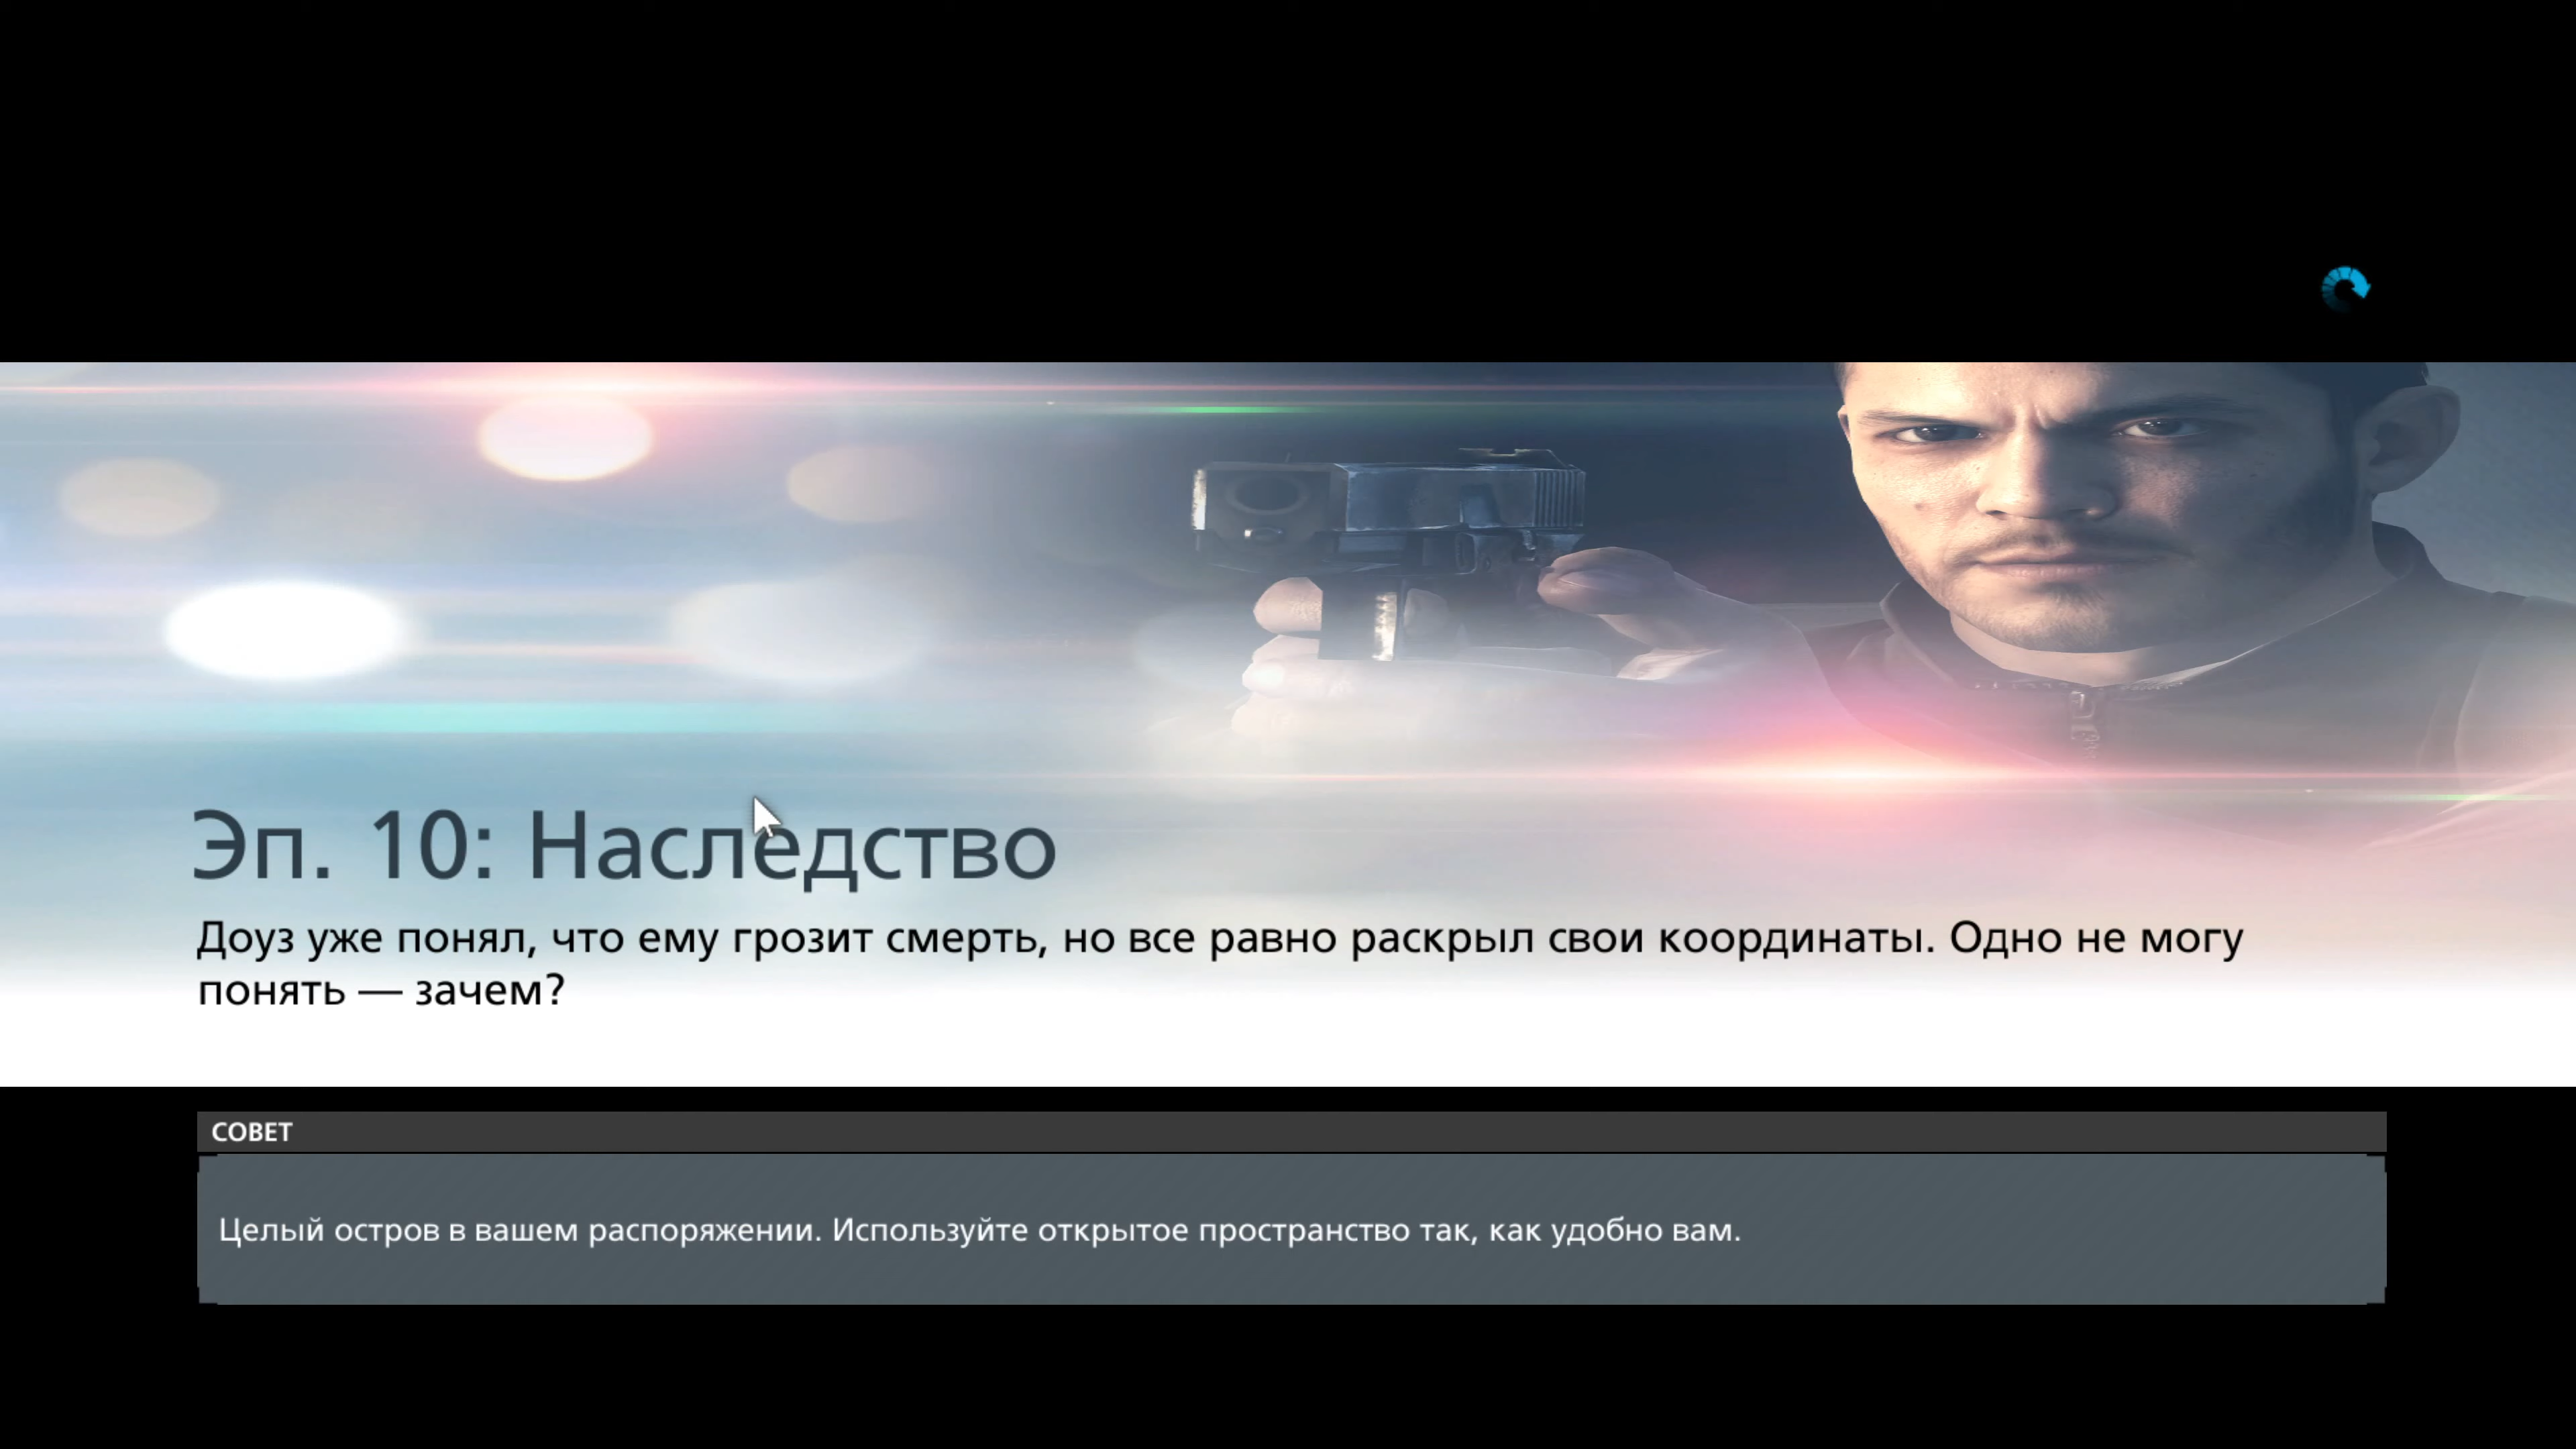 Эп. 10: Наследство
Доуз уже понял, что ему грозит смерть, но все равно раскрыл свои координаты. Одно не могу
понять — зачем?
СОВЕТ
Целый остров в вашем распоряжении. Используйте открытое пространство так, как удобно вам.